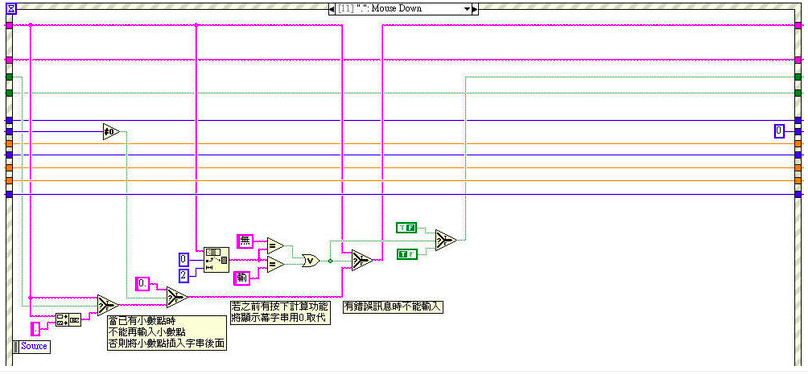 [11] ".": Mouse Down
≠0
0
無
=
0
2
∨
=
輸
T F
T F
0.
.
Source
當已有小數點時
不能再輸入小數點
否則將小數點插入字串後面
若之前有按下計算功能
將顯示幕字串用0.取代
有錯誤訊息時不能輸入